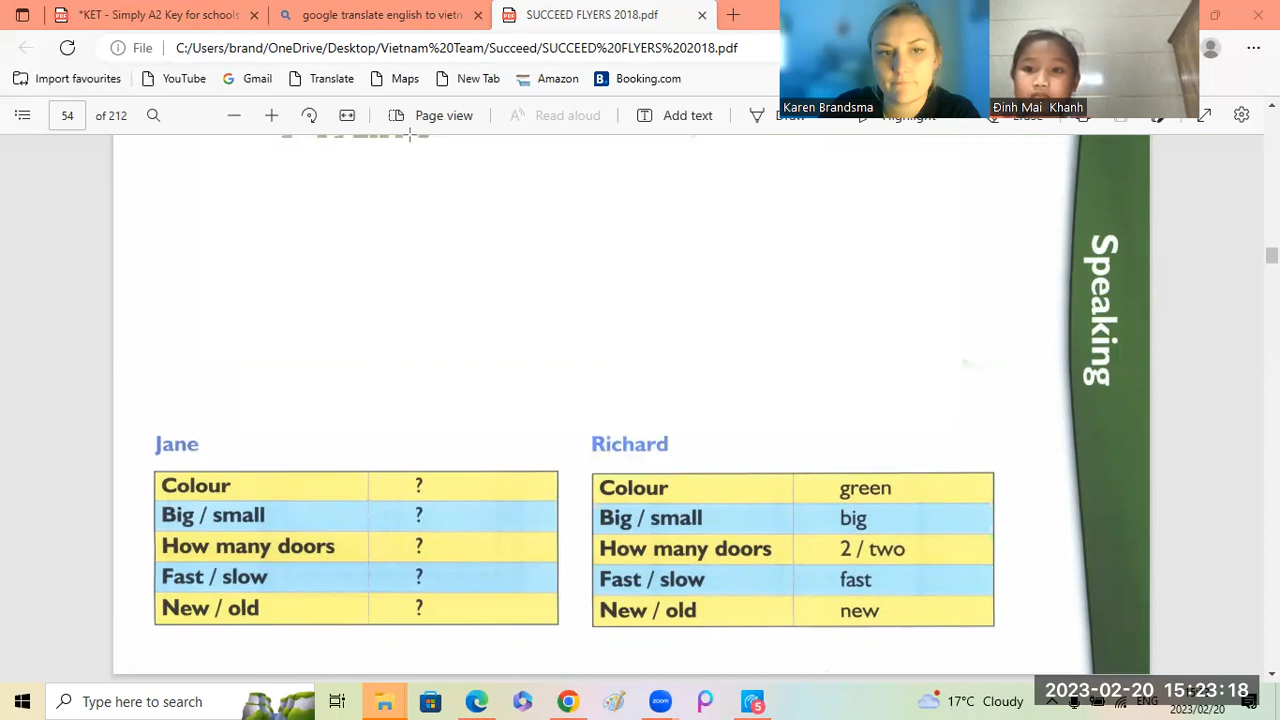 *KET - Simply A2 Key for schools
google translate english to vietn
SUCCEED FLYERS 2018.pdf
File
C:/Users/brand/OneDrive/Desktop/Vietnam%20Team/Succeed/SUCCEED%20FLYERS%202018.pdf
Import favourites
YouTube
Gmail
Translate
Maps
New Tab
Amazon
Booking.com
54 of 212
Page view
Read aloud
Add text
Karen Brandsma
Đinh Mai Khanh
Speaking
Jane
Colour ?
Big / small ?
How many doors ?
Fast / slow ?
New / old ?
Richard
Colour green
Big / small big
How many doors 2 / two
Fast / slow fast
New / old new
Type here to search
17°C Cloudy
ENG
2023-02-20 15:23:18
2023/02/20